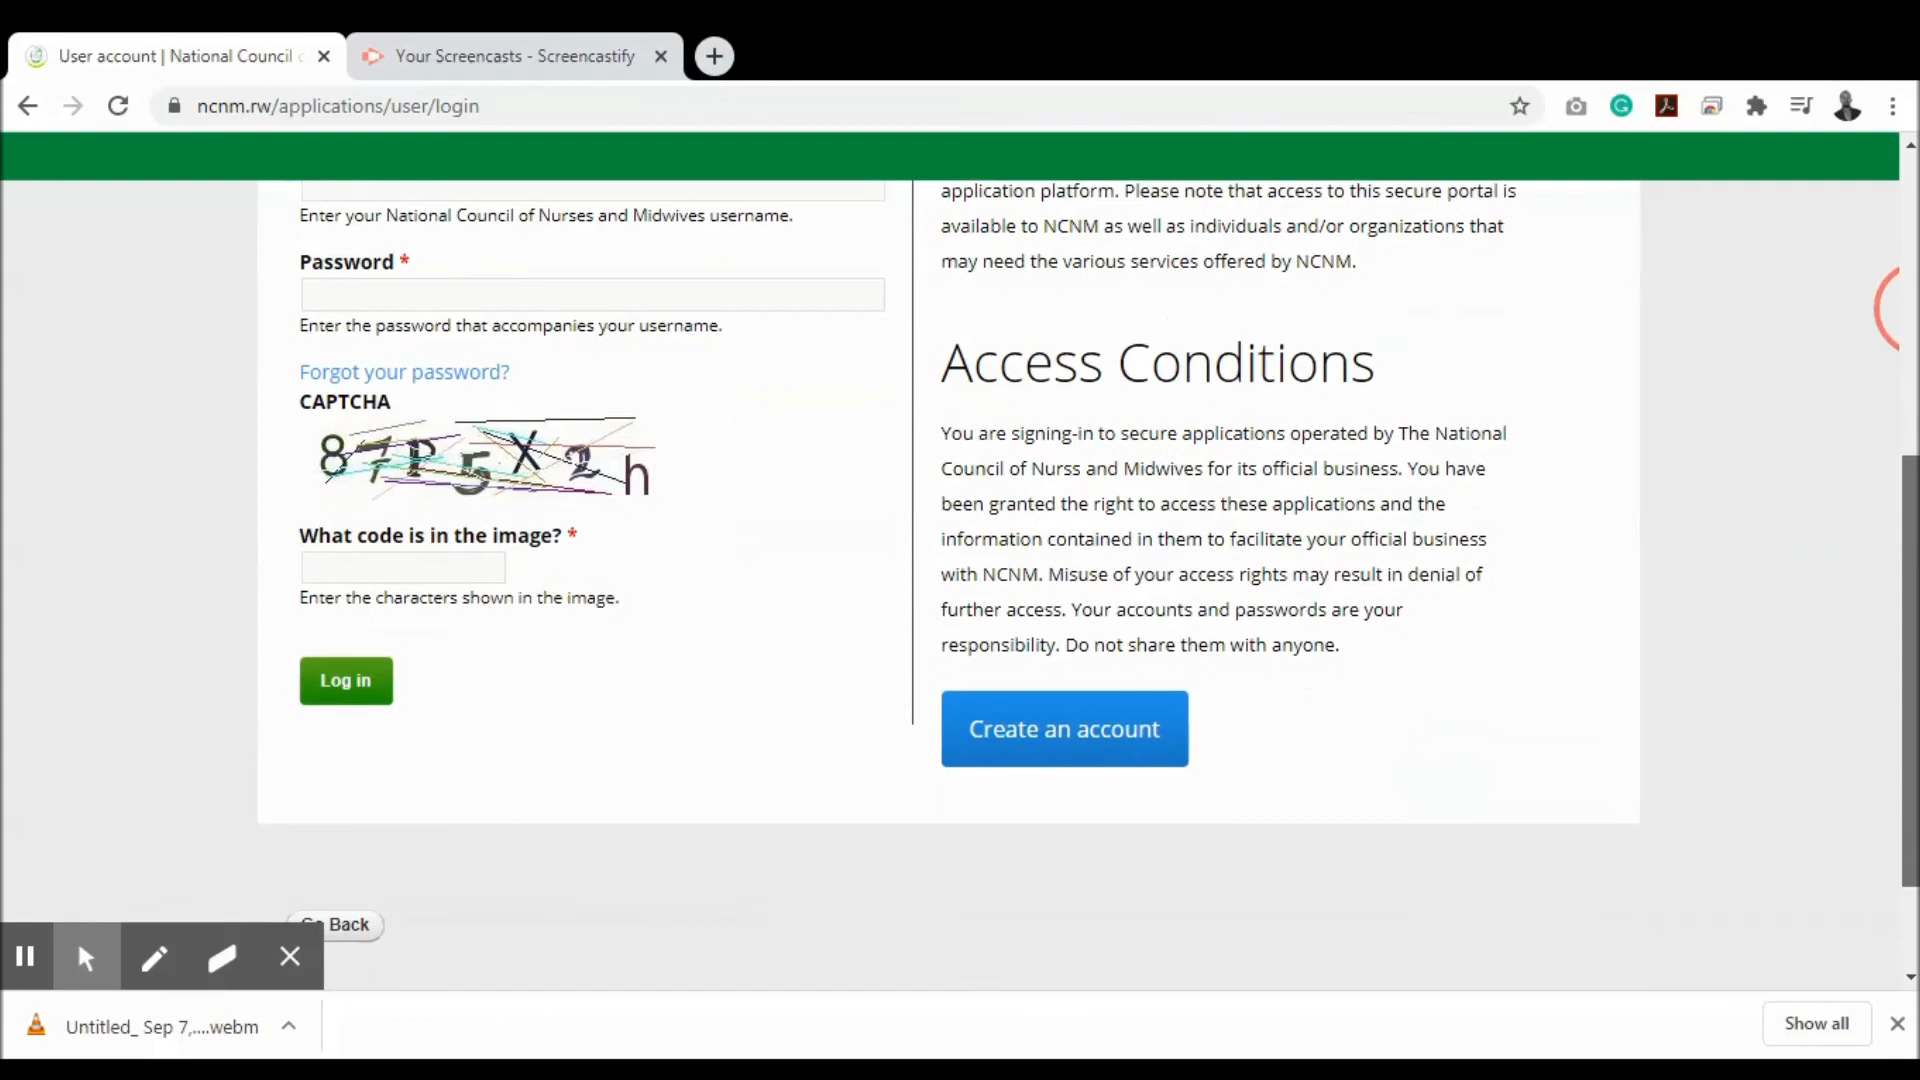 User account | National Council
Your Screencasts - Screencastify
ncnm.rw/applications/user/login
Enter your National Council of Nurses and Midwives username.
Password *
Enter the password that accompanies your username.
Forgot your password?
CAPTCHA
87P5X2h
What code is in the image? *
Enter the characters shown in the image.
Log in
application platform. Please note that access to this secure portal is
available to NCNM as well as individuals and/or organizations that
may need the various services offered by NCNM.
Access Conditions
You are signing-in to secure applications operated by The National
Council of Nurss and Midwives for its official business. You have
been granted the right to access these applications and the
information contained in them to facilitate your official business
with NCNM. Misuse of your access rights may result in denial of
further access. Your accounts and passwords are your
responsibility. Do not share them with anyone.
Create an account
Go Back
Untitled_ Sep 7,....webm
Show all